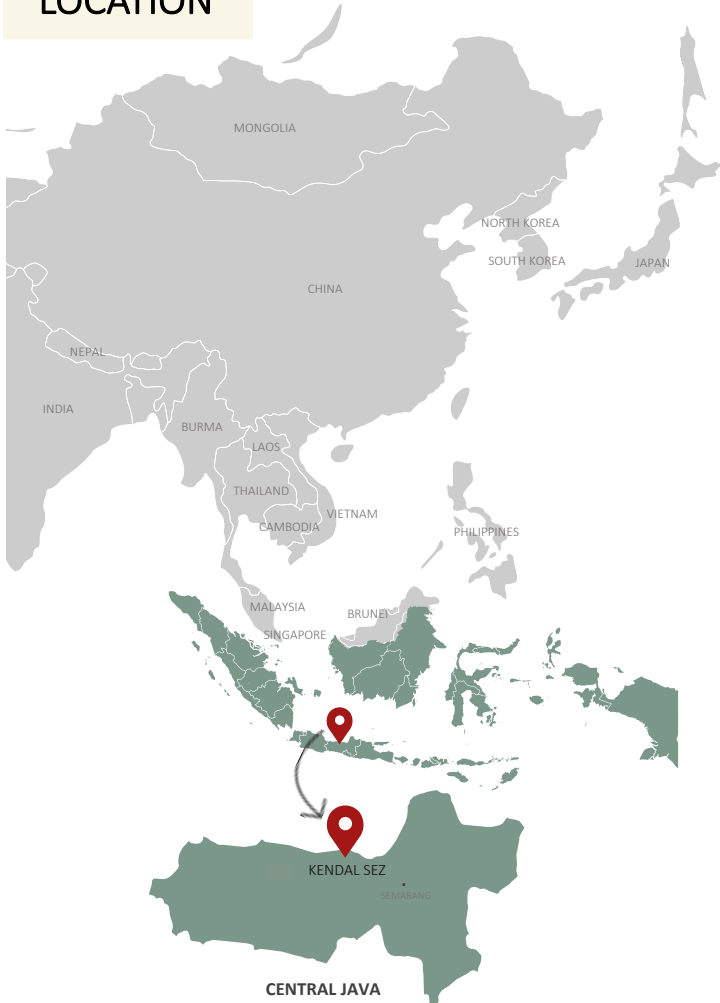 LOCATION
MONGOLIA
NORTH KOREA
SOUTH KOREA
JAPAN
CHINA
NEPAL
INDIA
BURMA
LAOS
THAILAND
VIETNAM
CAMBODIA
PHILIPPINES
MALAYSIA
BRUNEI
SINGAPORE
KENDAL SEZ
SEMARANG
CENTRAL JAVA